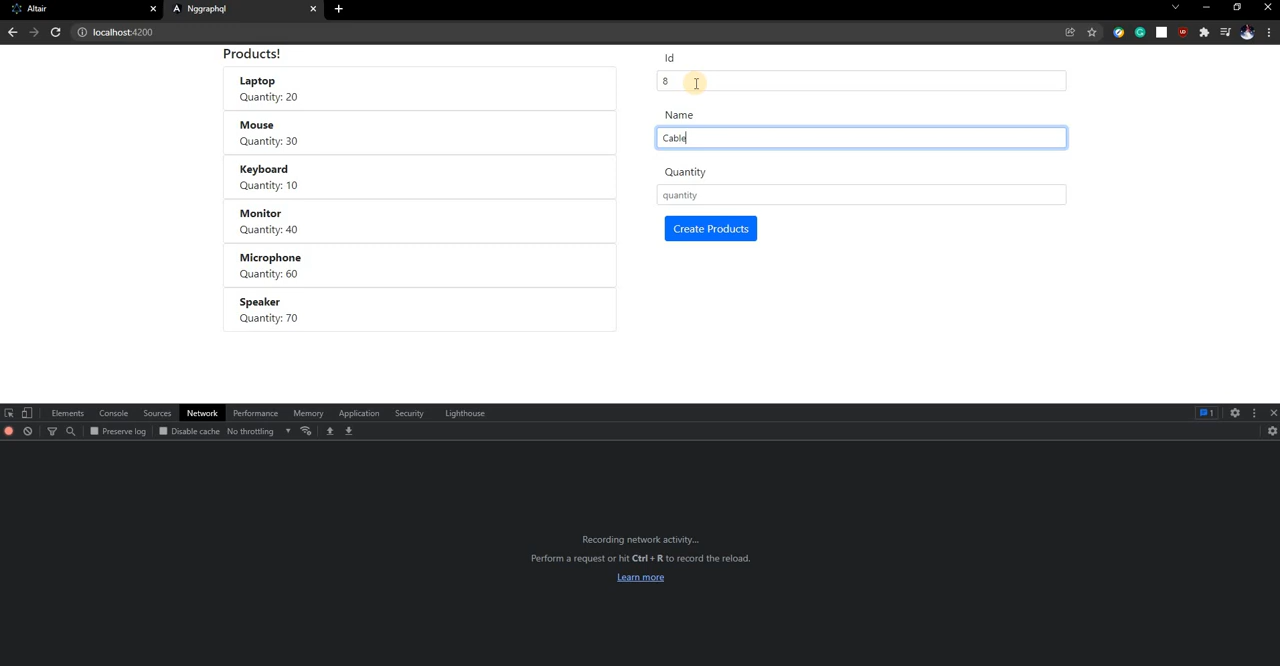 Altair
Nggraphql
localhost:4200
Products!
Laptop
Quantity: 20
Mouse
Quantity: 30
Keyboard
Quantity: 10
Monitor
Quantity: 40
Microphone
Quantity: 60
Speaker
Quantity: 70
Id
8
Name
Cable
Quantity
quantity
Create Products
Elements Console Sources Network Performance Memory Application Security Lighthouse 1
Preserve log Disable cache No throttling
Recording network activity...
Perform a request or hit Ctrl + R to record the reload.
Learn more